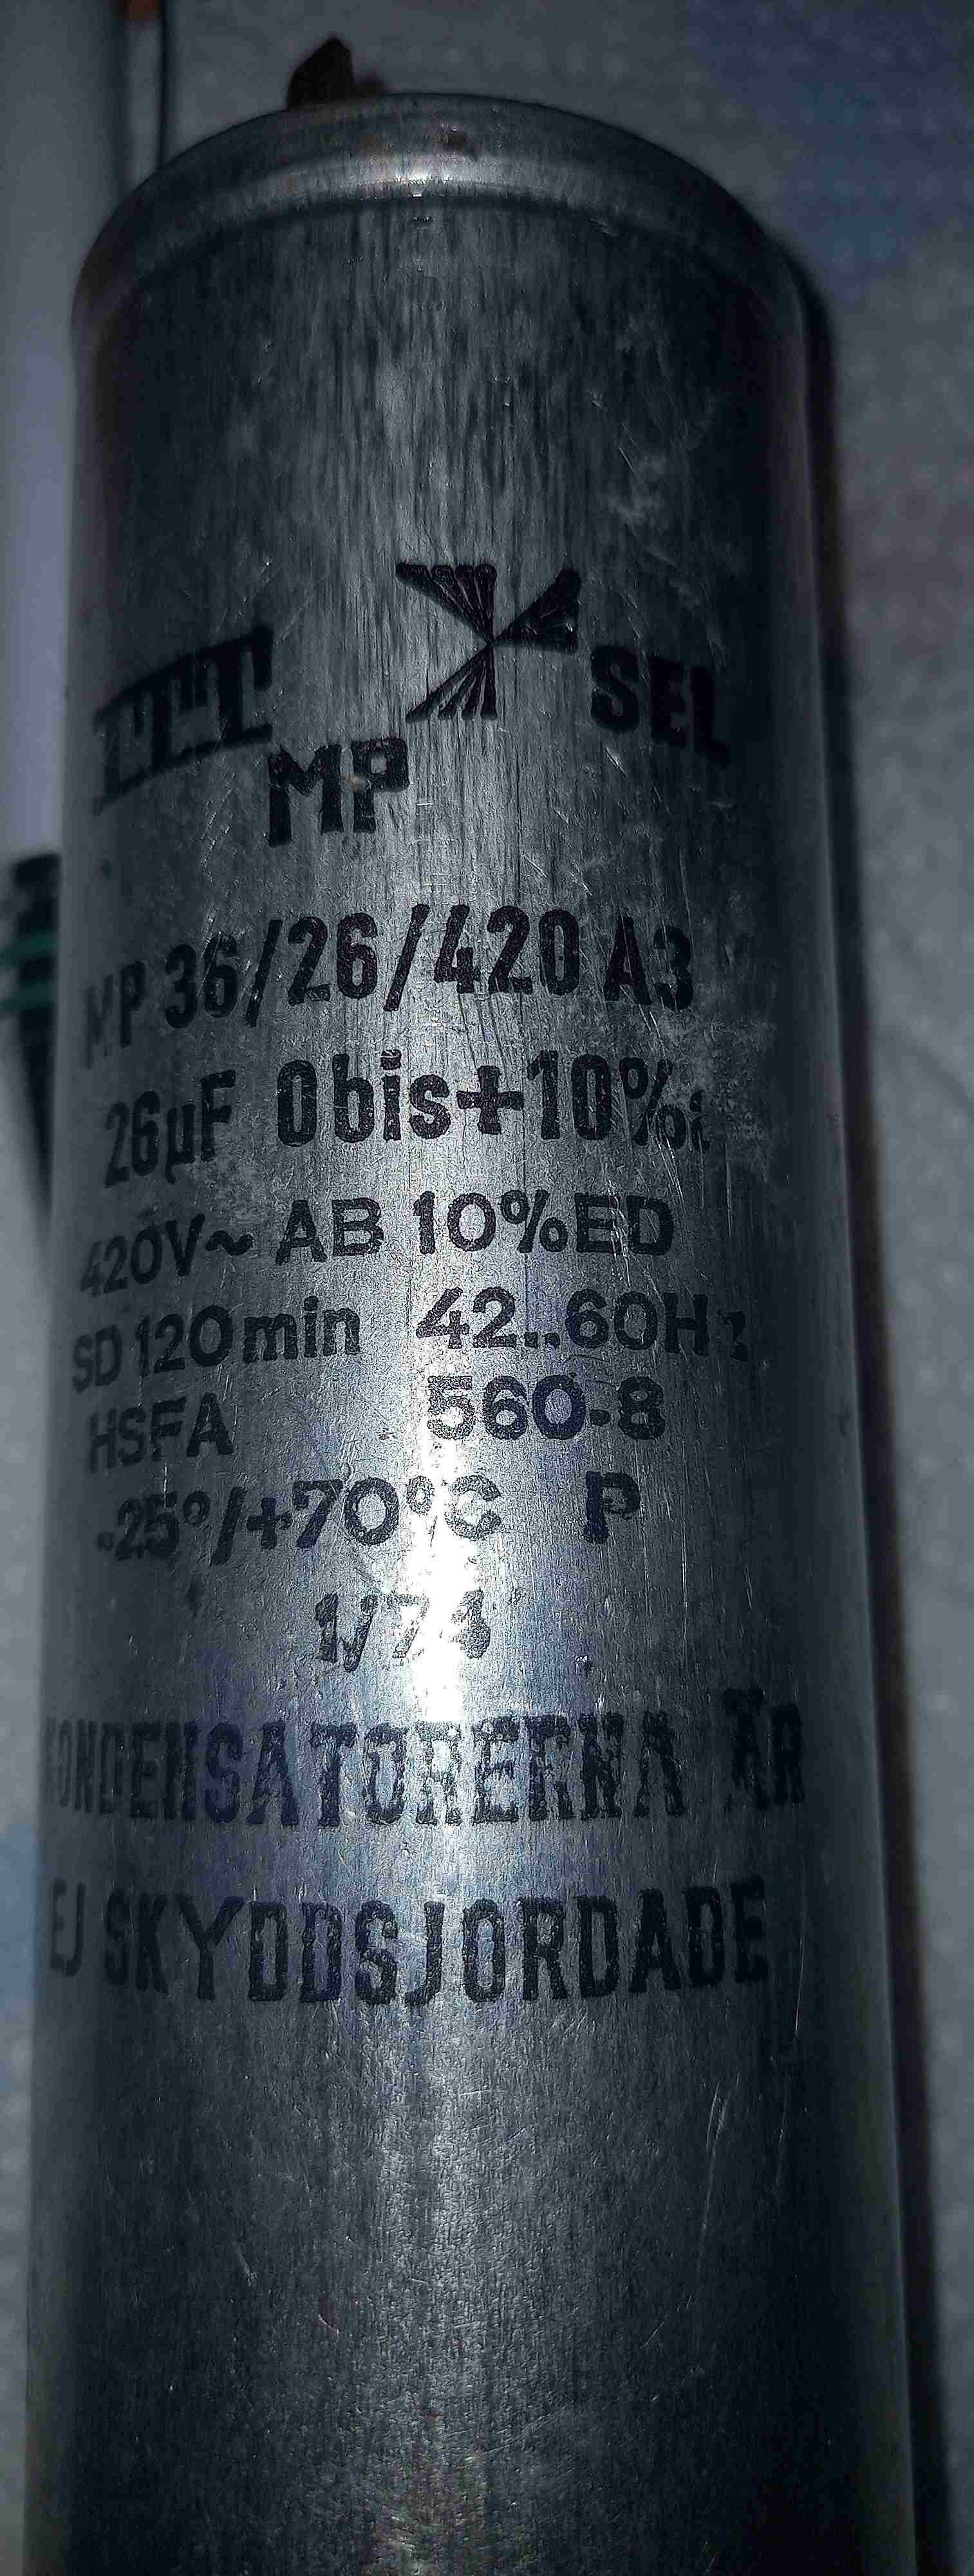 ITT SEL
MP
MP 36/26/420 A3
26µF 0bis+10%
420V~ AB 10%ED
SD 120min 42..60Hz
HSFA 560-8
-25°/+70°C P
1/74
KONDENSATORERNA ÄR
EJ SKYDDSJORDADE